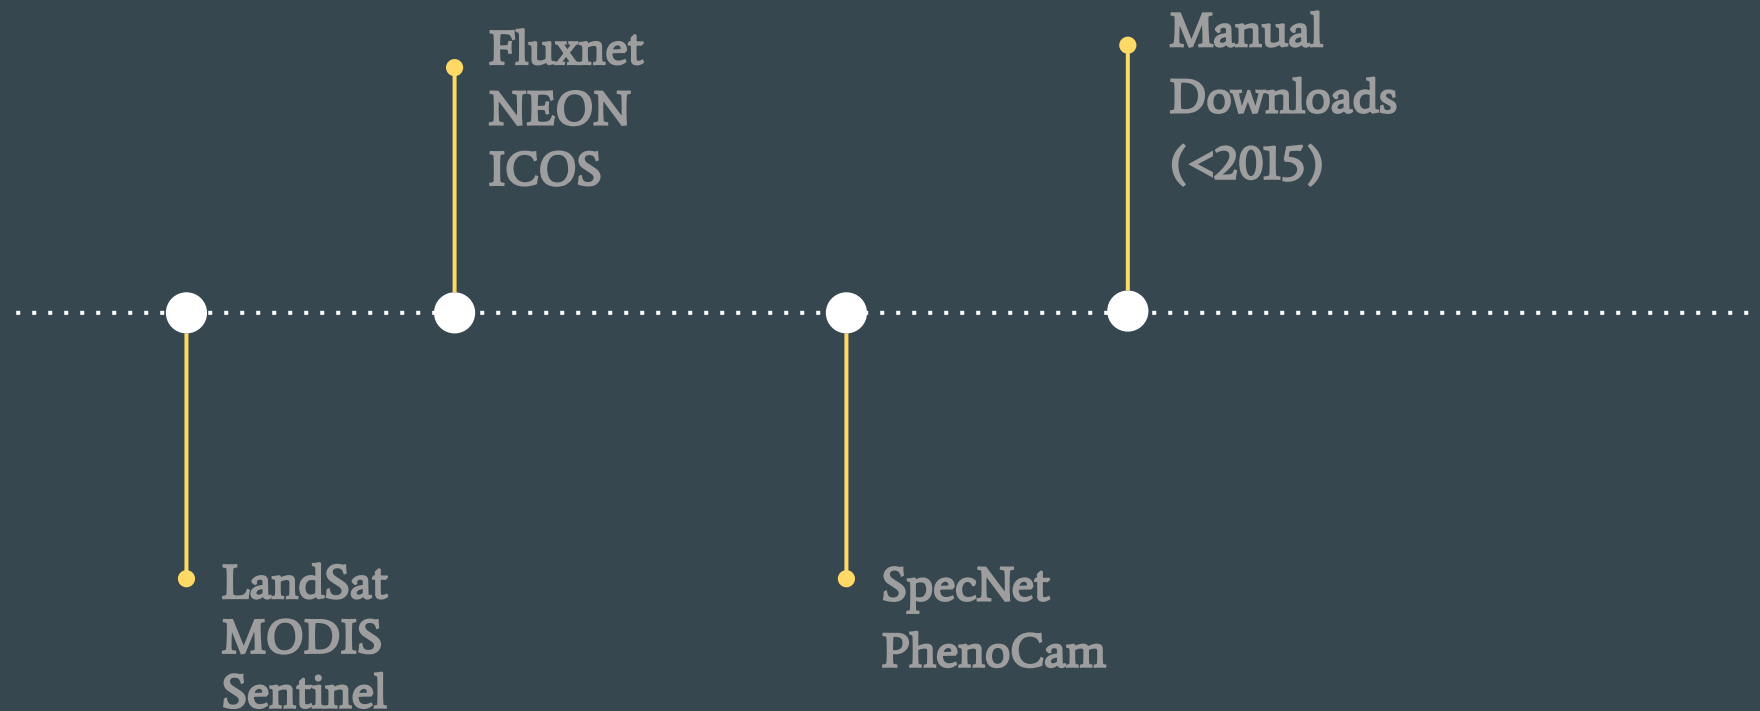 LandSat
MODIS
Sentinel
Fluxnet
NEON
ICOS
SpecNet
PhenoCam
Manual
Downloads
(<2015)